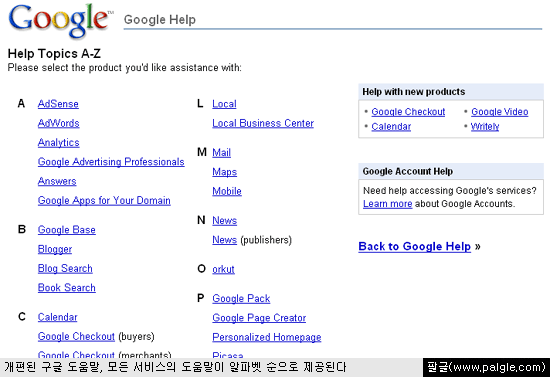 Google Google Help
Help Topics A-Z
Please select the product you'd like assistance with:
A AdSense
AdWords
Analytics
Google Advertising Professionals
Answers
Google Apps for Your Domain
B Google Base
Blogger
Blog Search
Book Search
C Calendar
Google Checkout (buyers)
Google Checkout (merchants)
L Local
Local Business Center
M Mail
Maps
Mobile
N News
News (publishers)
O orkut
P Google Pack
Google Page Creator
Personalized Homepage
Picasa
Help with new products
• Google Checkout • Google Video
• Calendar • Writely
Google Account Help
Need help accessing Google's services?
Learn more about Google Accounts.
Back to Google Help »
개편된 구글 도움말, 모든 서비스의 도움말이 알파벳 순으로 제공된다
팔글(www.palgle.com)